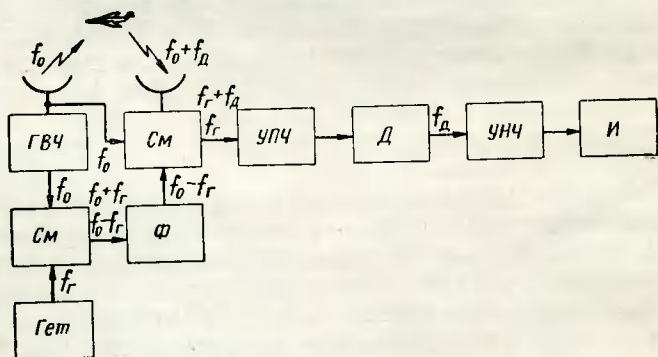 f₀
f₀+f_д
ГВЧ
f₀
См
f_г+f_д
f_г
УПЧ
Д
f_д
УНЧ
И
f₀
f₀+f_г
f₀-f_г
f₀-f_г
См
Ф
f_г
Гет